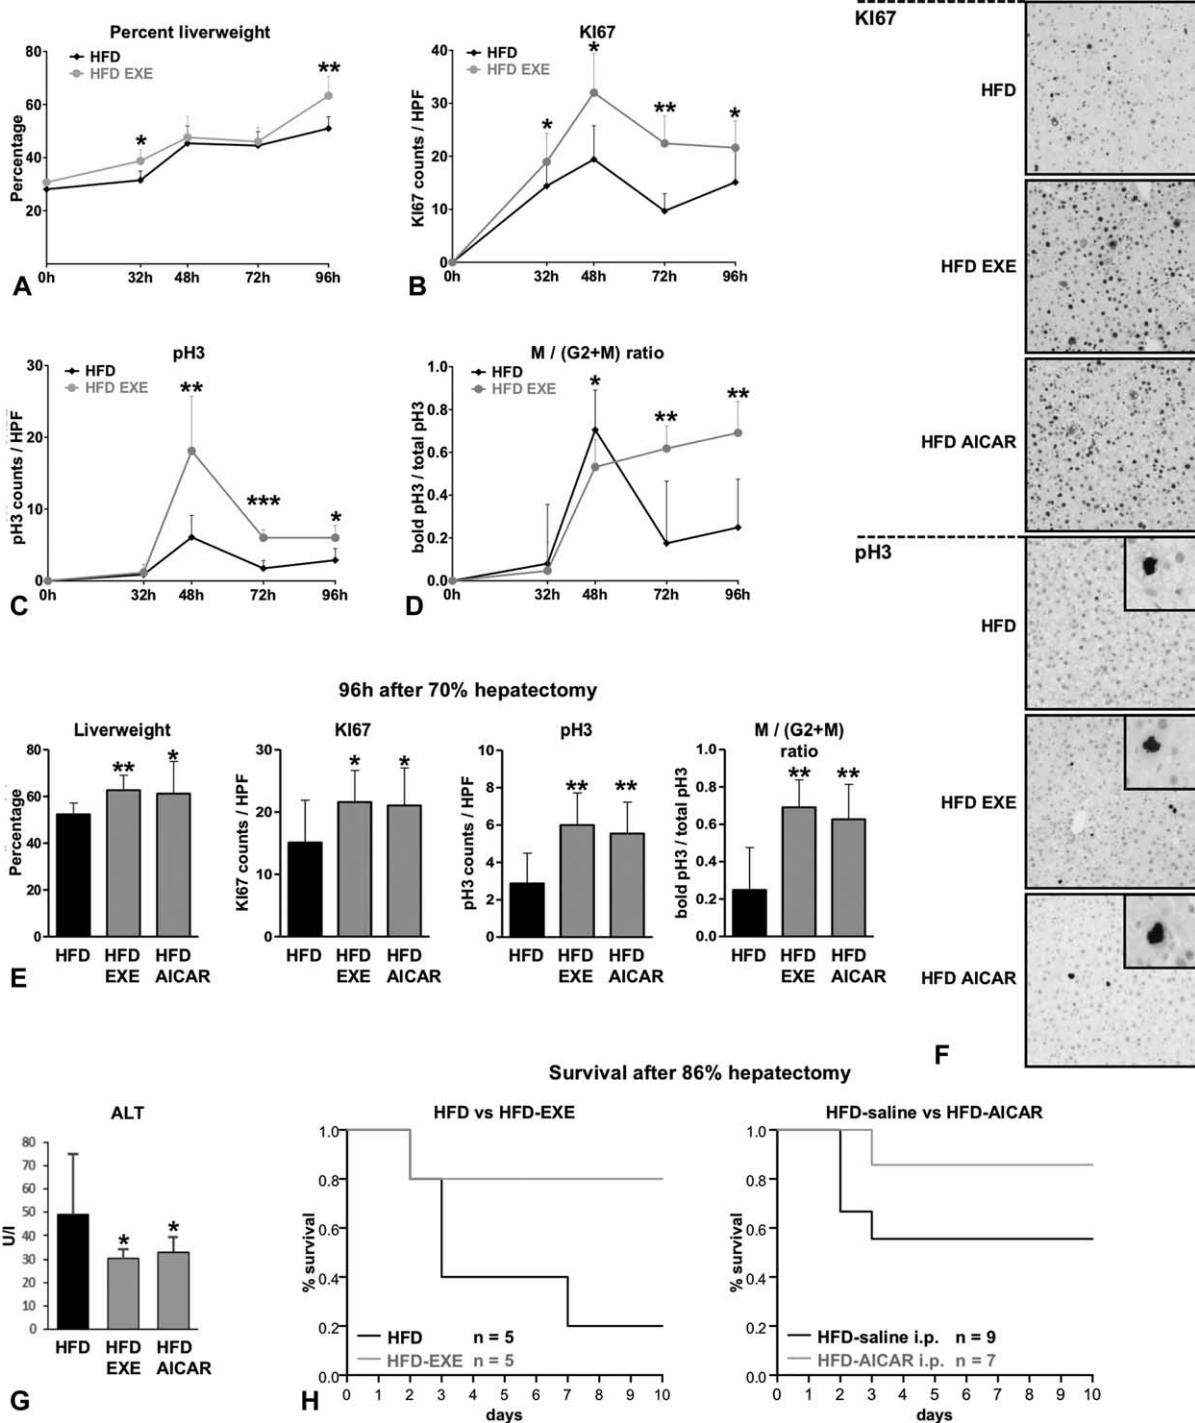 Percent liverweight
HFD
HFD EXE
Percentage
80
60
40
20
*
**
0h 32h 48h 72h 96h
A
KI67
HFD
HFD EXE
KI67 counts / HPF
40
30
20
10
0
*
*
**
*
0h 32h 48h 72h 96h
B
pH3
HFD
HFD EXE
pH3 counts / HPF
30
20
10
0
**
***
*
0h 32h 48h 72h 96h
C
M / (G2+M) ratio
HFD
HFD EXE
bold pH3 / total pH3
1.0
0.8
0.6
0.4
0.2
0.0
*
**
**
0h 32h 48h 72h 96h
D
96h after 70% hepatectomy
Liverweight
Percentage
80
60
40
20
0
** *
HFD HFD HFD
EXE AICAR
KI67
KI67 counts / HPF
30
20
10
0
* *
HFD HFD HFD
EXE AICAR
pH3
pH3 counts / HPF
10
8
6
4
2
0
** **
HFD HFD HFD
EXE AICAR
M / (G2+M)
ratio
bold pH3 / total pH3
1.0
0.8
0.6
0.4
0.2
0.0
** **
HFD HFD HFD
EXE AICAR
E
KI67
HFD
HFD EXE
HFD AICAR
pH3
HFD
HFD EXE
HFD AICAR
F
ALT
U/l
80
70
60
50
40
30
20
10
0
* *
HFD HFD HFD
EXE AICAR
G
Survival after 86% hepatectomy
HFD vs HFD-EXE
% survival
1.0
0.8
0.6
0.4
0.2
0.0
HFD n = 5
HFD-EXE n = 5
0 1 2 3 4 5 6 7 8 9 10
days
HFD-saline vs HFD-AICAR
% survival
1.0
0.8
0.6
0.4
0.2
0.0
HFD-saline i.p. n = 9
HFD-AICAR i.p. n = 7
0 1 2 3 4 5 6 7 8 9 10
days
H